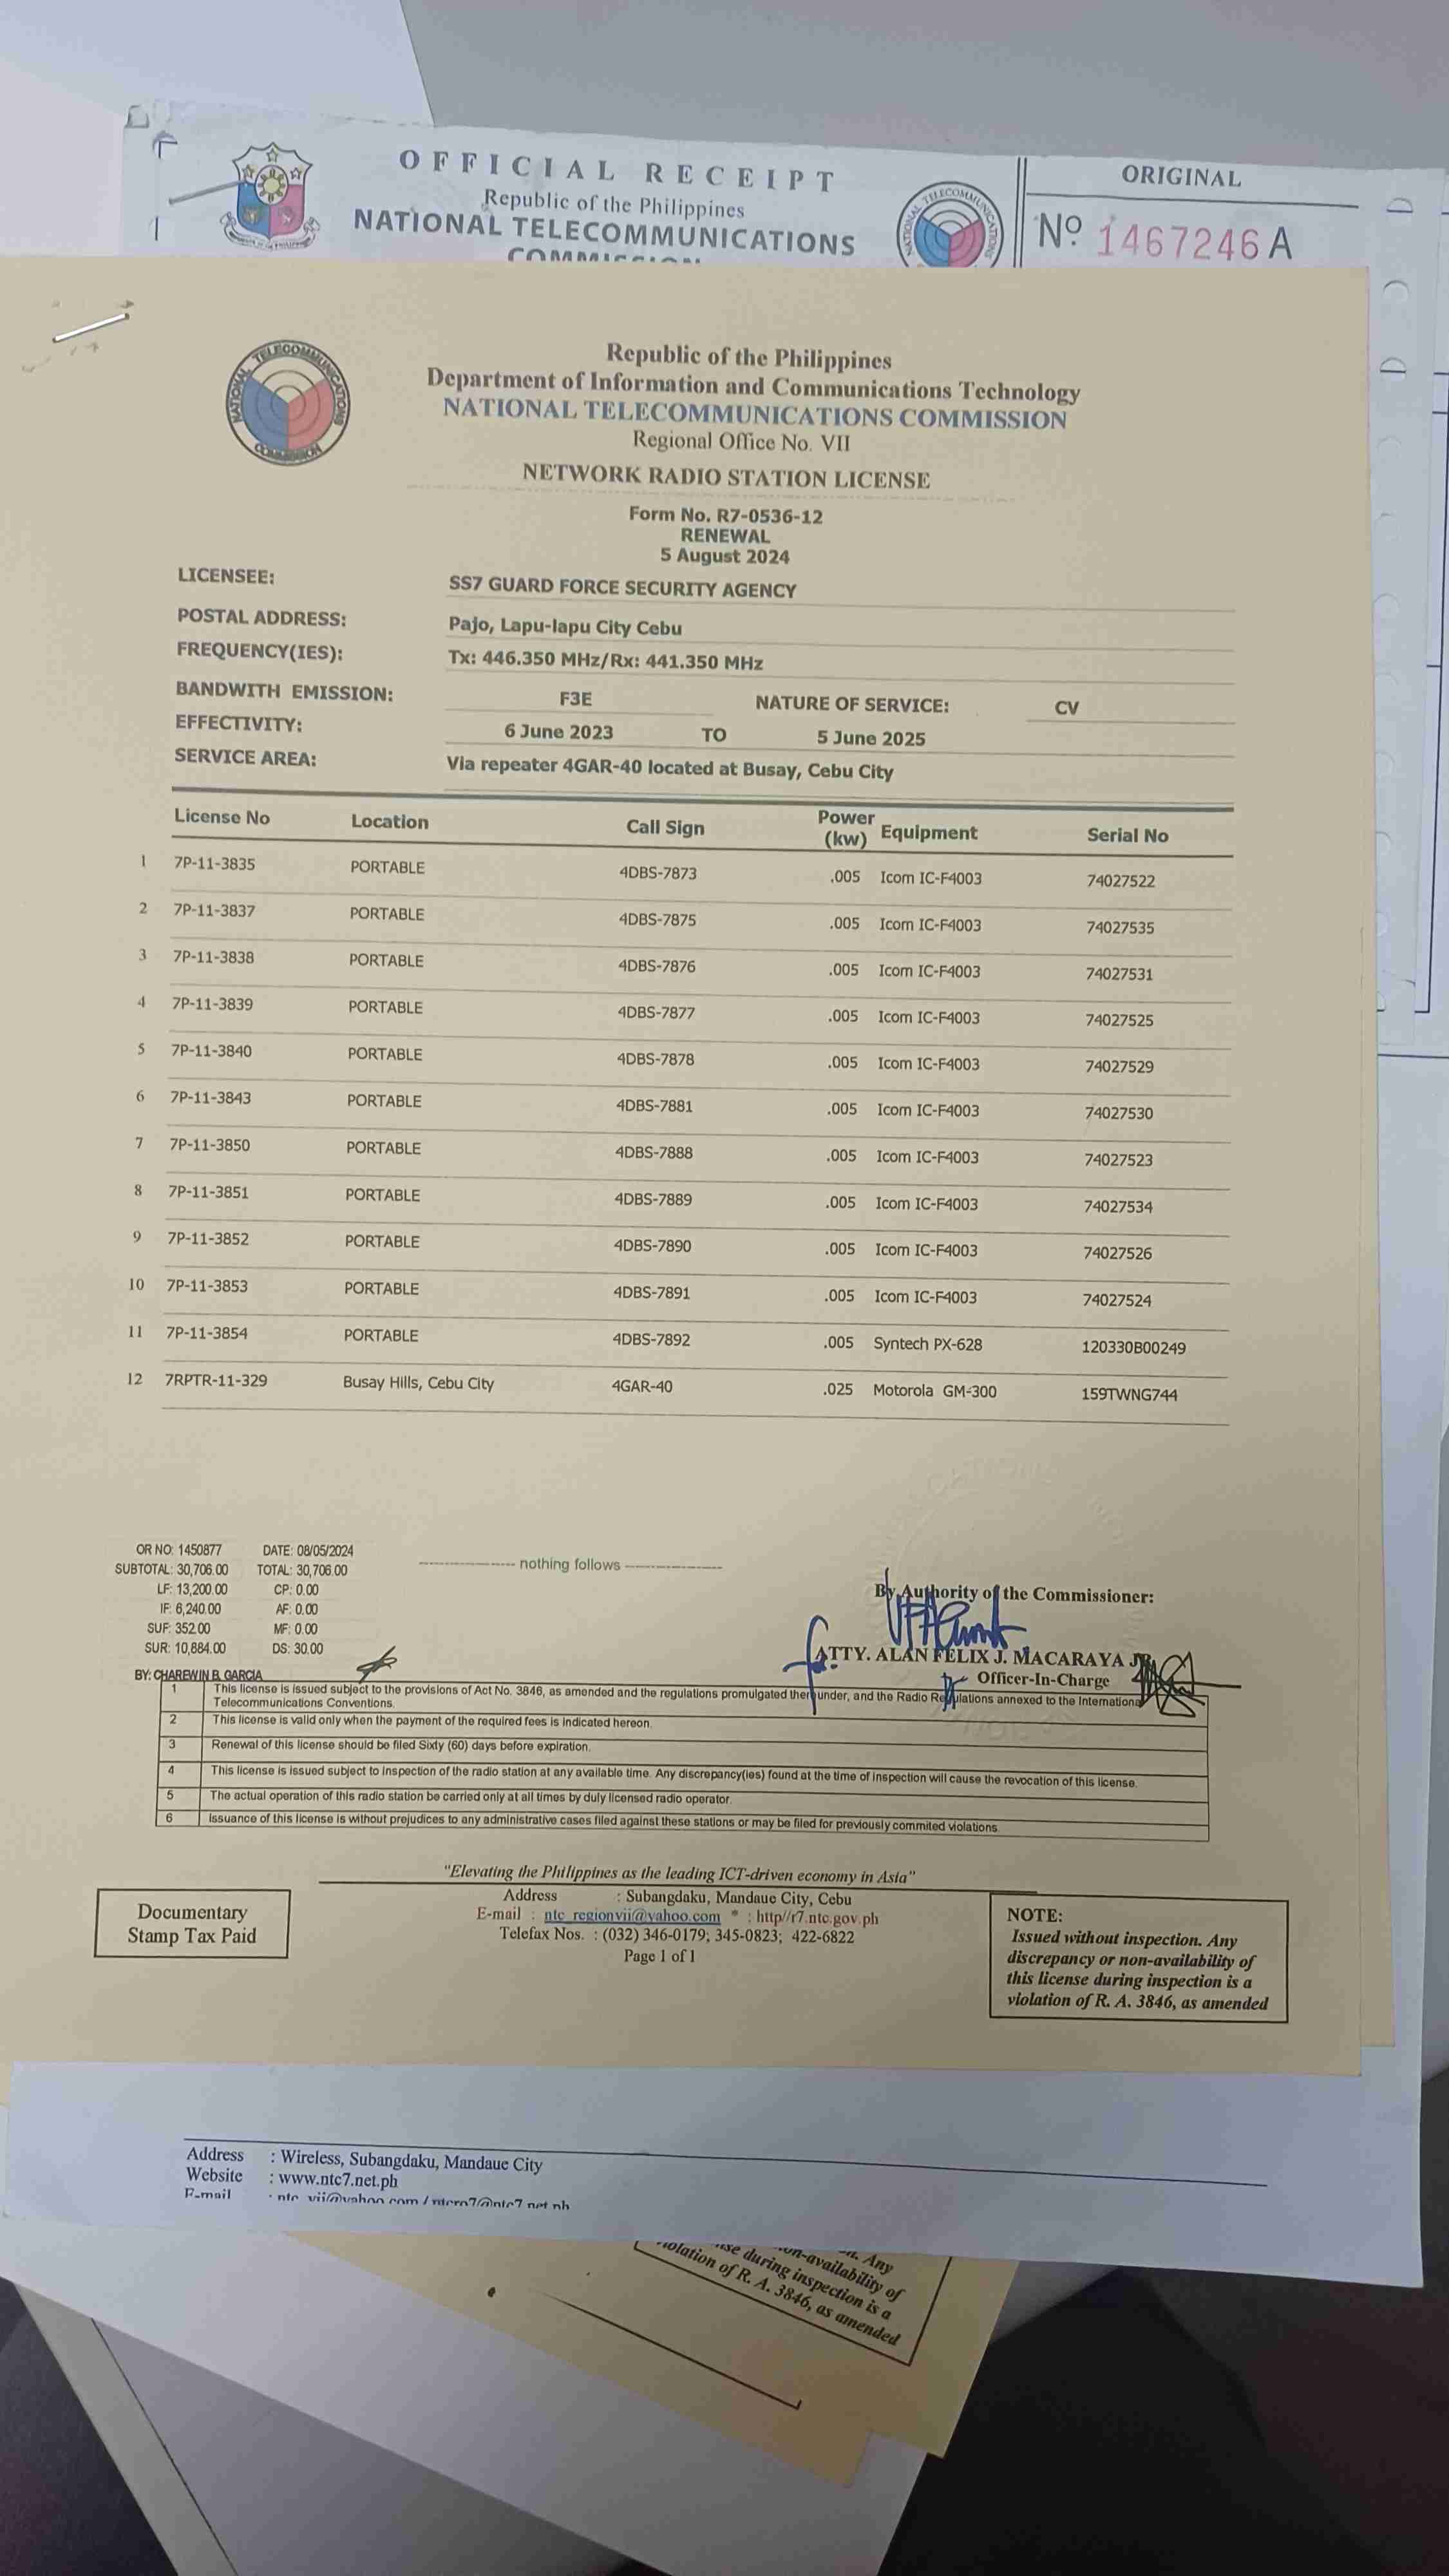 OFFICIAL RECEIPT
Republic of the Philippines
NATIONAL TELECOMMUNICATIONS
COMMISSION
ORIGINAL
Nº 1467246 A
NATIONAL TELECOMMUNICATIONS
NATIONAL TELECOMMUNICATIONS COMMISSION
Republic of the Philippines
Department of Information and Communications Technology
NATIONAL TELECOMMUNICATIONS COMMISSION
Regional Office No. VII
NETWORK RADIO STATION LICENSE
Form No. R7-0536-12
RENEWAL
5 August 2024
LICENSEE: SS7 GUARD FORCE SECURITY AGENCY
POSTAL ADDRESS: Pajo, Lapu-lapu City Cebu
FREQUENCY(IES): Tx: 446.350 MHz/Rx: 441.350 MHz
BANDWITH EMISSION: F3E NATURE OF SERVICE: CV
EFFECTIVITY: 6 June 2023 TO 5 June 2025
SERVICE AREA: Via repeater 4GAR-40 located at Busay, Cebu City
License No Location Call Sign Power (kw) Equipment Serial No
1 7P-11-3835 PORTABLE 4DBS-7873 .005 Icom IC-F4003 74027522
2 7P-11-3837 PORTABLE 4DBS-7875 .005 Icom IC-F4003 74027535
3 7P-11-3838 PORTABLE 4DBS-7876 .005 Icom IC-F4003 74027531
4 7P-11-3839 PORTABLE 4DBS-7877 .005 Icom IC-F4003 74027525
5 7P-11-3840 PORTABLE 4DBS-7878 .005 Icom IC-F4003 74027529
6 7P-11-3843 PORTABLE 4DBS-7881 .005 Icom IC-F4003 74027530
7 7P-11-3850 PORTABLE 4DBS-7888 .005 Icom IC-F4003 74027523
8 7P-11-3851 PORTABLE 4DBS-7889 .005 Icom IC-F4003 74027534
9 7P-11-3852 PORTABLE 4DBS-7890 .005 Icom IC-F4003 74027526
10 7P-11-3853 PORTABLE 4DBS-7891 .005 Icom IC-F4003 74027524
11 7P-11-3854 PORTABLE 4DBS-7892 .005 Syntech PX-628 120330B00249
12 7RPTR-11-329 Busay Hills, Cebu City 4GAR-40 .025 Motorola GM-300 159TWNG744
OR NO: 1450877 DATE: 08/05/2024
SUBTOTAL: 30,706.00 TOTAL: 30,706.00
LF: 13,200.00 CP: 0.00
IF: 6,240.00 AF: 0.00
SUF: 352.00 MF: 0.00
SUR: 10,884.00 DS: 30.00
BY: CHAREWIN B. GARCIA
---------------- nothing follows ----------------
By Authority of the Commissioner:
ATTY. ALAN FELIX J. MACARAYA JR.
Officer-In-Charge
1 This license is issued subject to the provisions of Act No. 3846, as amended and the regulations promulgated thereunder, and the Radio Regulations annexed to the International
Telecommunications Conventions.
2 This license is valid only when the payment of the required fees is indicated hereon.
3 Renewal of this license should be filed Sixty (60) days before expiration.
4 This license is issued subject to inspection of the radio station at any available time. Any discrepancy(ies) found at the time of inspection will cause the revocation of this license.
5 The actual operation of this radio station be carried only at all times by duly licensed radio operator.
6 Issuance of this license is without prejudices to any administrative cases filed against these stations or may be filed for previously commited violations.
"Elevating the Philippines as the leading ICT-driven economy in Asia"
Address : Subangdaku, Mandaue City, Cebu
E-mail : ntc_regionvii@yahoo.com * : http//r7.ntc.gov.ph
Telefax Nos. : (032) 346-0179; 345-0823; 422-6822
Page 1 of 1
Documentary
Stamp Tax Paid
NOTE:
Issued without inspection. Any
discrepancy or non-availability of
this license during inspection is a
violation of R. A. 3846, as amended
Address : Wireless, Subangdaku, Mandaue City
Website : www.ntc7.net.ph
E-mail : ntc_vii@yahoo.com / ntcro7@ntc7.net.ph
Any
non-availability of
during inspection is a
violation of R. A. 3846, as amended